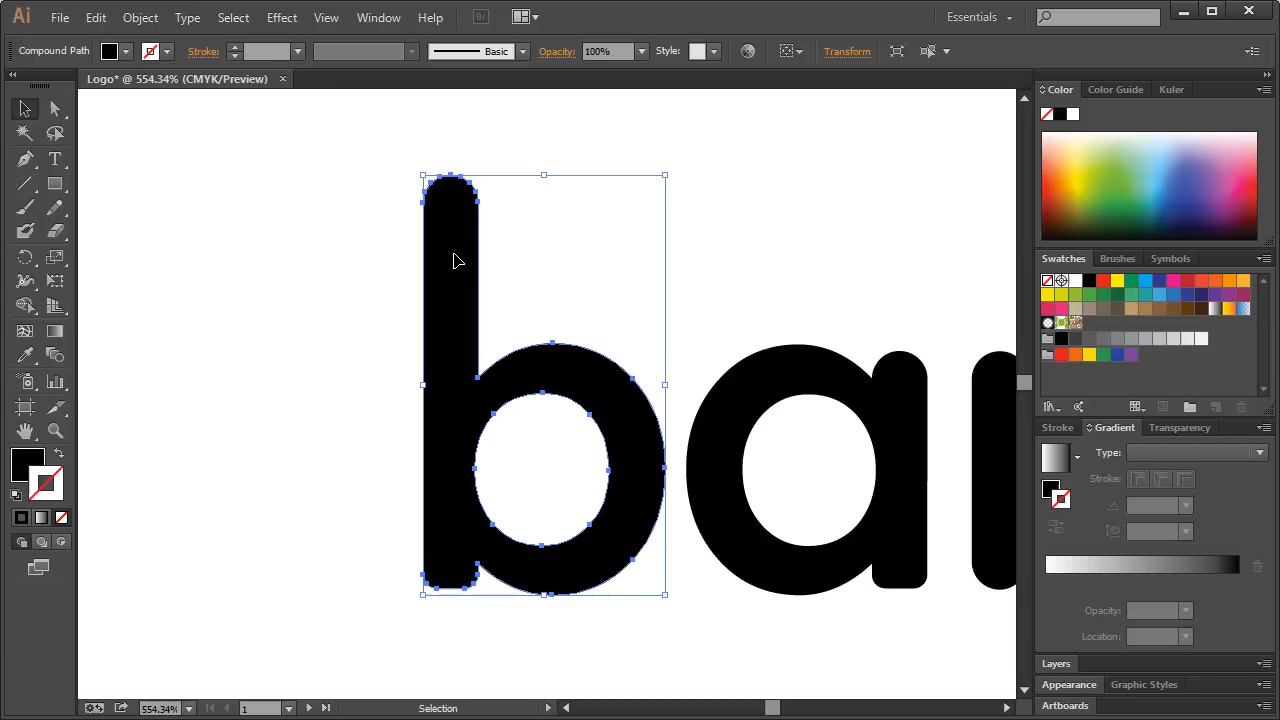 Ai File Edit Object Type Select Effect View Window Help Br Essentials
Compound Path Stroke: Basic Opacity: 100% Style: Transform
Logo* @ 554.34% (CMYK/Preview) ×
Color Color Guide Kuler
ba
Swatches Brushes Symbols
Stroke Gradient Transparency
Type:
Stroke:
Opacity:
Location:
Layers
Appearance Graphic Styles
Artboards
554.34% 1 Selection